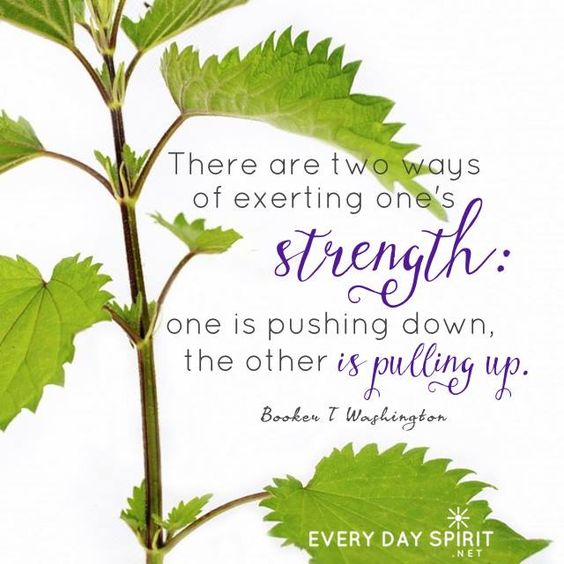 There are two ways
of exerting one's
strength:
one is pushing down,
the other is pulling up.
Booker T Washington
EVERY DAY SPIRIT
.NET